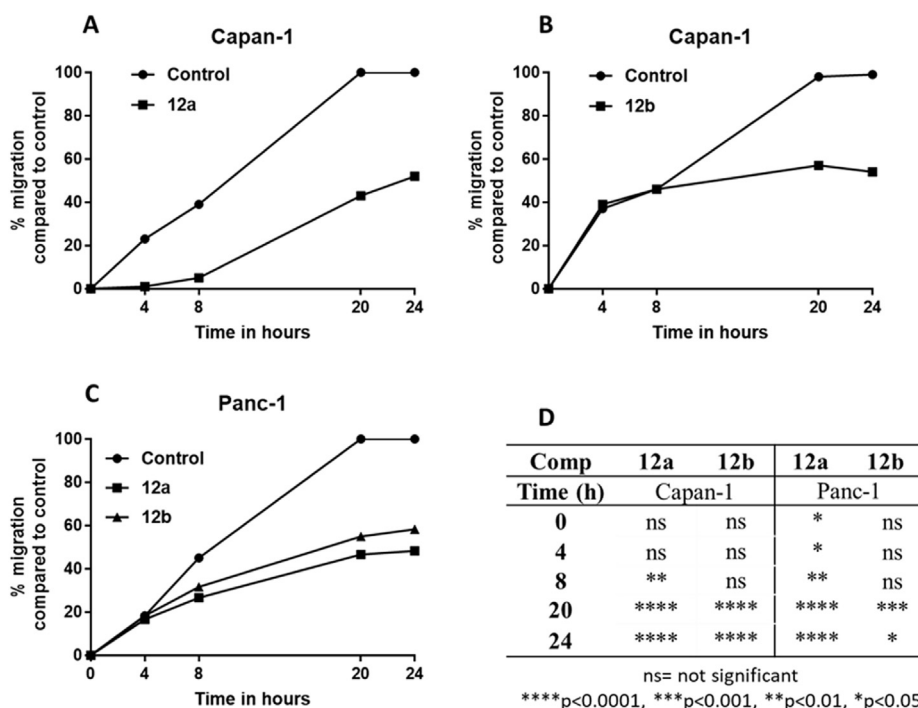 A
Capan-1
% migration
compared to control
100
80
60
40
20
0
Control
12a
4
8
20
24
Time in hours
B
Capan-1
% migration
compared to control
100
80
60
40
20
0
Control
12b
4
8
20
24
Time in hours
C
Panc-1
% migration
compared to control
100
80
60
40
20
0
Control
12a
12b
0
4
8
20
24
Time in hours
D
Comp 12a 12b 12a 12b
Time (h) Capan-1 Panc-1
0 ns ns * ns
4 ns ns * ns
8 ** ns ** ns
20 **** **** **** ***
24 **** **** **** *
ns= not significant
****p<0.0001, ***p<0.001, **p<0.01, *p<0.05